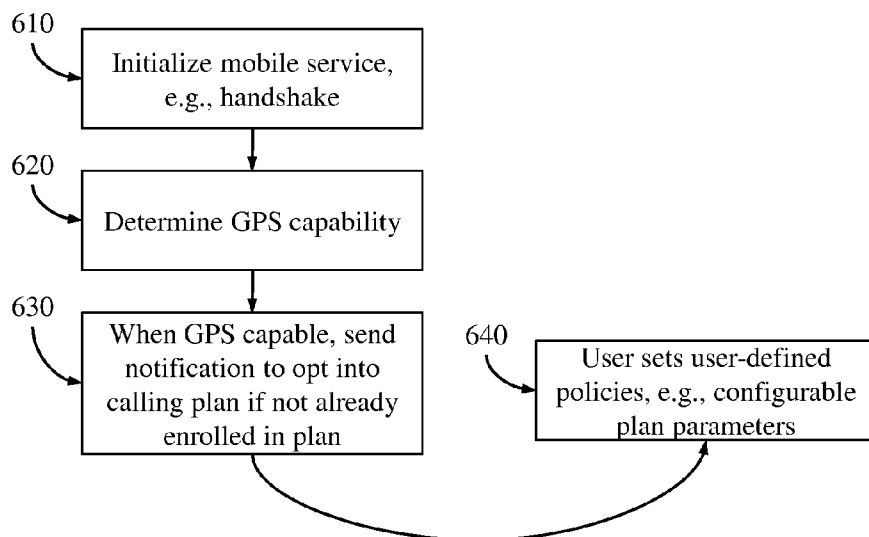 610
Initialize mobile service,
e.g., handshake
620
Determine GPS capability
630
When GPS capable, send
notification to opt into
calling plan if not already
enrolled in plan
640
User sets user-defined
policies, e.g., configurable
plan parameters